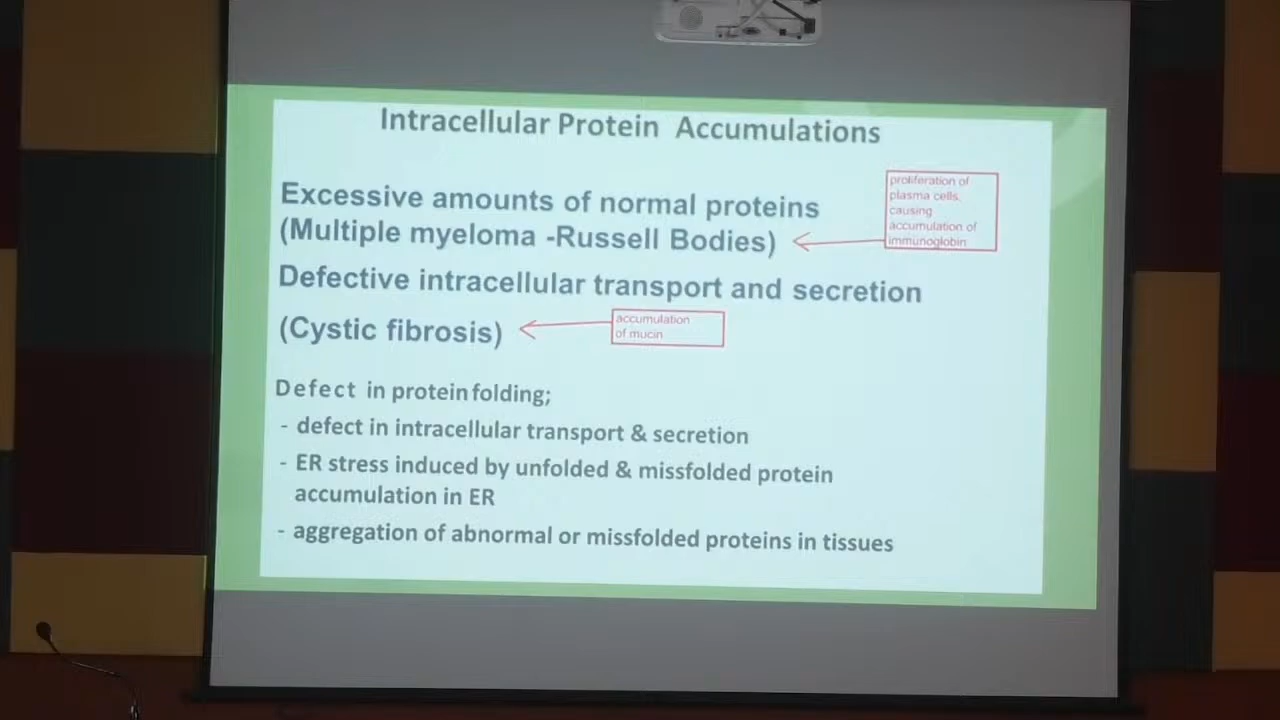 Intracellular Protein Accumulations
Excessive amounts of normal proteins
(Multiple myeloma -Russell Bodies)
proliferation of
plasma cells,
causing
accumulation of
immunoglobin
Defective intracellular transport and secretion
(Cystic fibrosis)
accumulation
of mucin
Defect in protein folding;
- defect in intracellular transport & secretion
- ER stress induced by unfolded & missfolded protein
accumulation in ER
- aggregation of abnormal or missfolded proteins in tissues